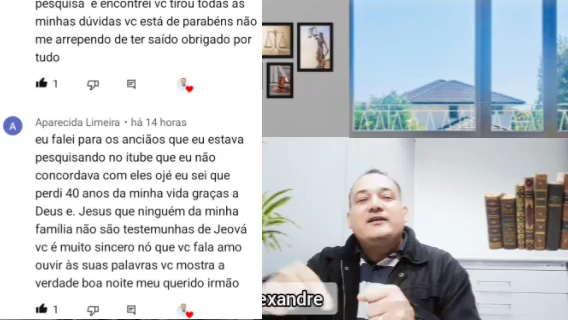 pesquisa e encontrei vc tirou todas as
minhas dúvidas vc está de parabéns não
me arrependo de ter saído obrigado por
tudo
1
A
Aparecida Limeira • há 14 horas
eu falei para os anciãos que eu estava
pesquisando no itube que eu não
concordava com eles ojé eu sei que
perdi 40 anos da minha vida graças a
Deus e. Jesus que ninguém da minha
família não são testemunhas de Jeová
vc é muito sincero nó que vc fala amo
ouvir às suas palavras vc mostra a
verdade boa noite meu querido irmão
1
exandre